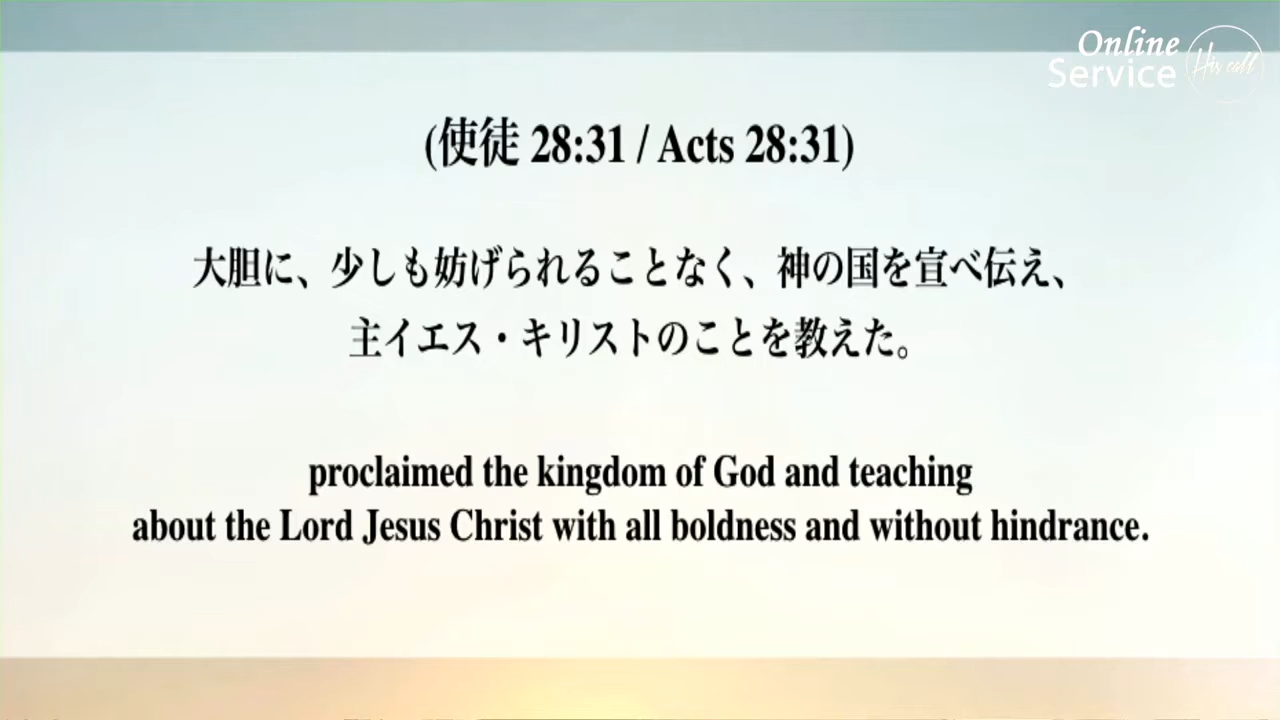 Online
Service
His call
(使徒 28:31 / Acts 28:31)
大胆に、少しも妨げられることなく、神の国を宣べ伝え、
主イエス・キリストのことを教えた。
proclaimed the kingdom of God and teaching
about the Lord Jesus Christ with all boldness and without hindrance.